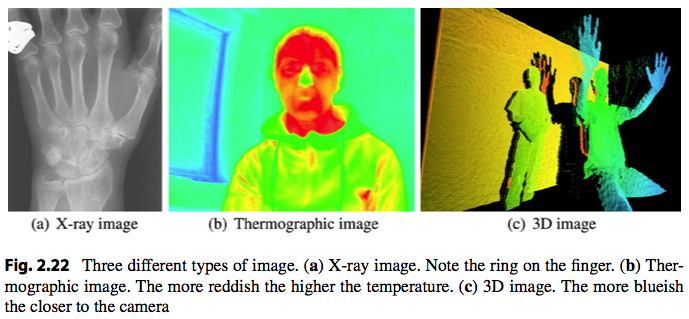 (a) X-ray image (b) Thermographic image (c) 3D image
Fig. 2.22 Three different types of image. (a) X-ray image. Note the ring on the finger. (b) Ther-
mographic image. The more reddish the higher the temperature. (c) 3D image. The more blueish
the closer to the camera